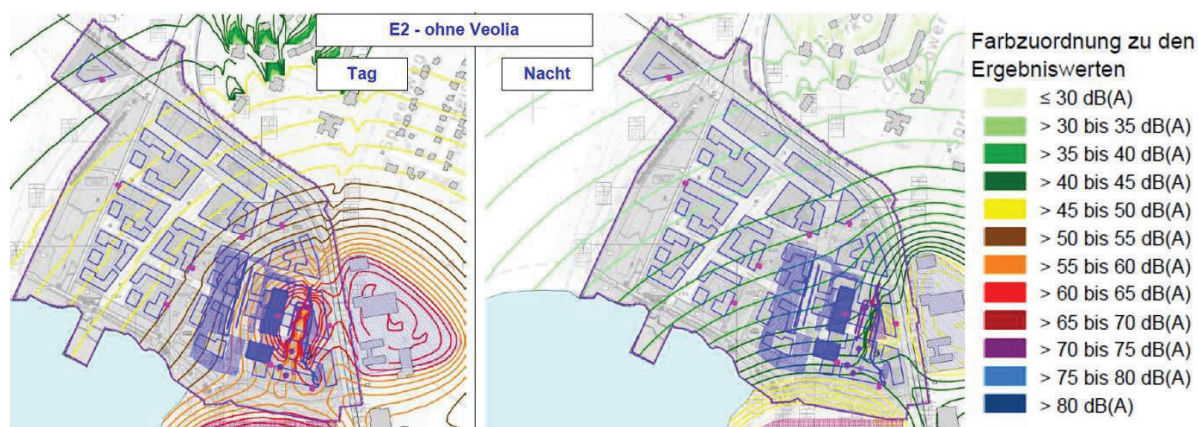 E2 - ohne Veolia
Tag
Nacht
Farbzuordnung zu den
Ergebniswerten
≤ 30 dB(A)
> 30 bis 35 dB(A)
> 35 bis 40 dB(A)
> 40 bis 45 dB(A)
> 45 bis 50 dB(A)
> 50 bis 55 dB(A)
> 55 bis 60 dB(A)
> 60 bis 65 dB(A)
> 65 bis 70 dB(A)
> 70 bis 75 dB(A)
> 75 bis 80 dB(A)
> 80 dB(A)